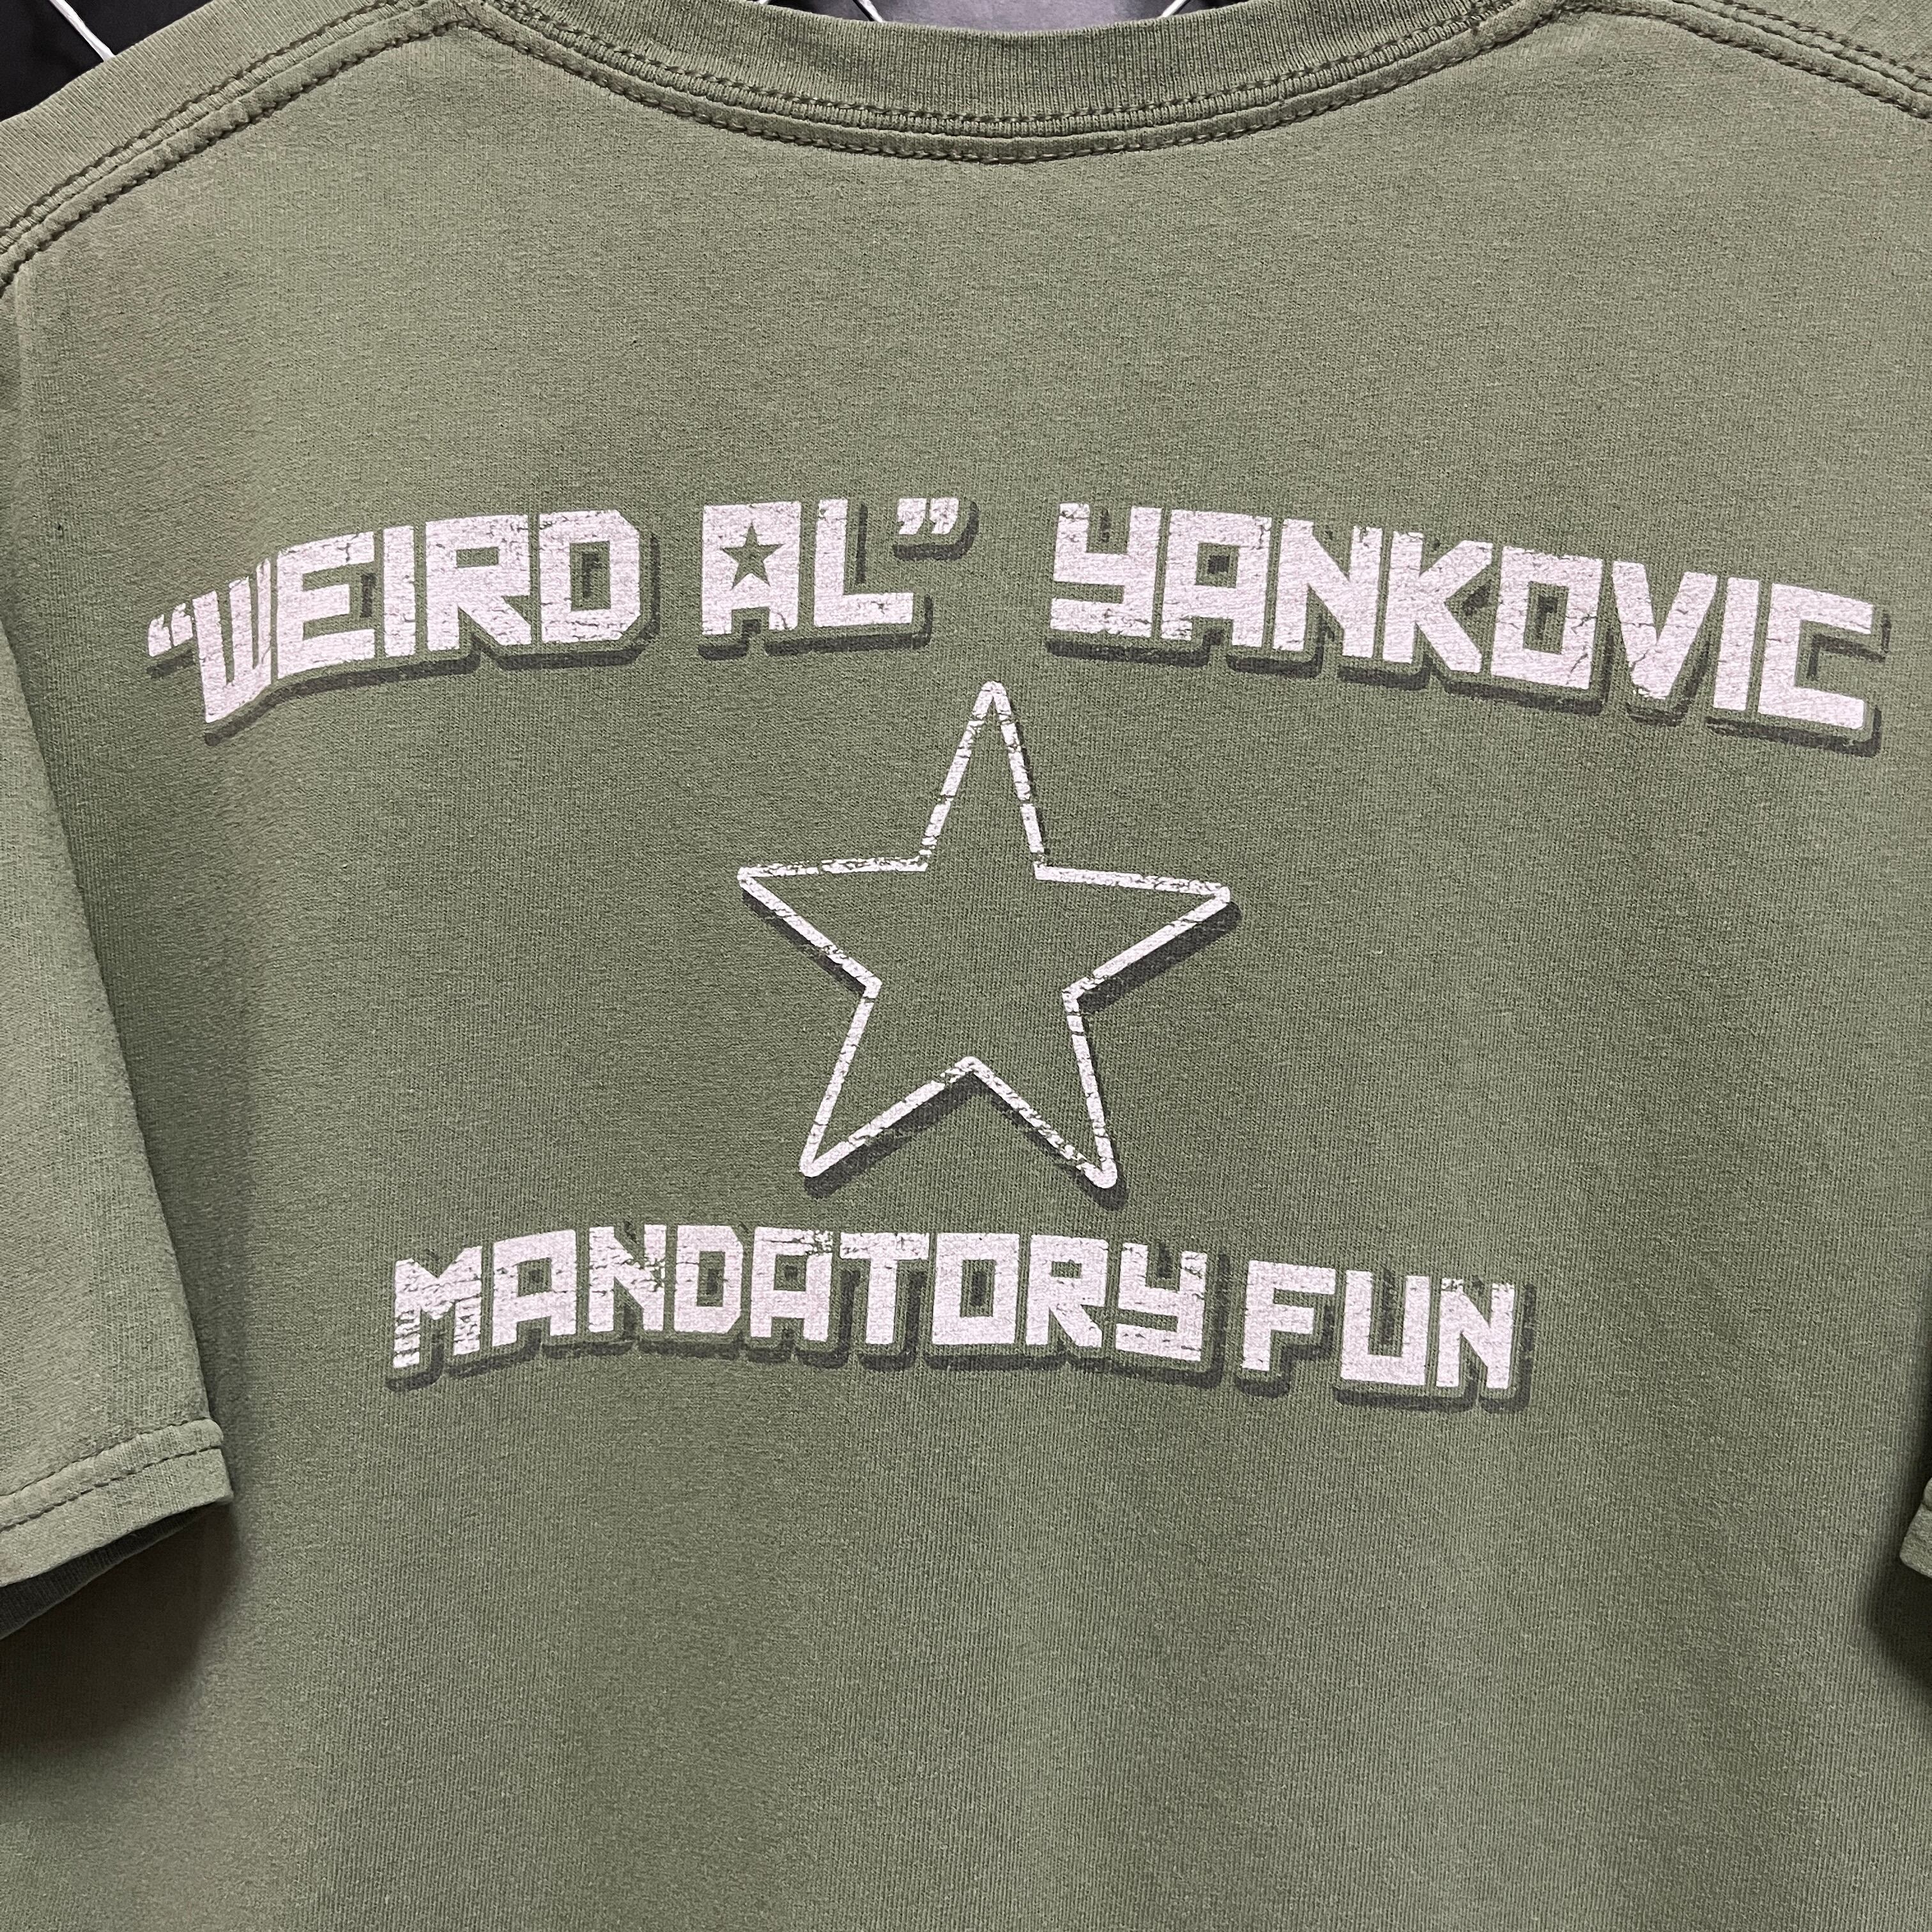 “WEIRD AL” YANKOVIC
MANDATORY FUN